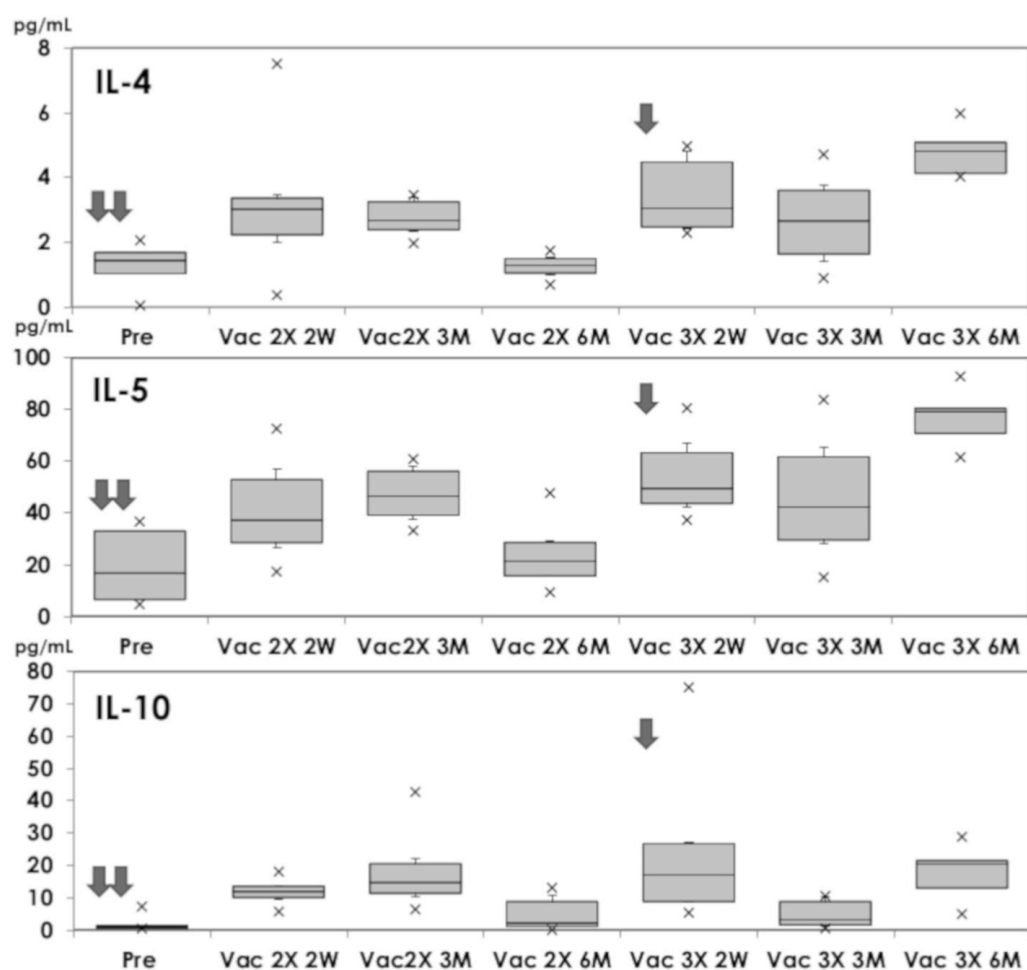 pg/mL
8
IL-4
6
4
2
0
pg/mL
Pre Vac 2X 2W Vac2X 3M Vac 2X 6M Vac 3X 2W Vac 3X 3M Vac 3X 6M
100
IL-5
80
60
40
20
0
pg/mL
Pre Vac 2X 2W Vac2X 3M Vac 2X 6M Vac 3X 2W Vac 3X 3M Vac 3X 6M
80
IL-10
70
60
50
40
30
20
10
0
Pre Vac 2X 2W Vac2X 3M Vac 2X 6M Vac 3X 2W Vac 3X 3M Vac 3X 6M